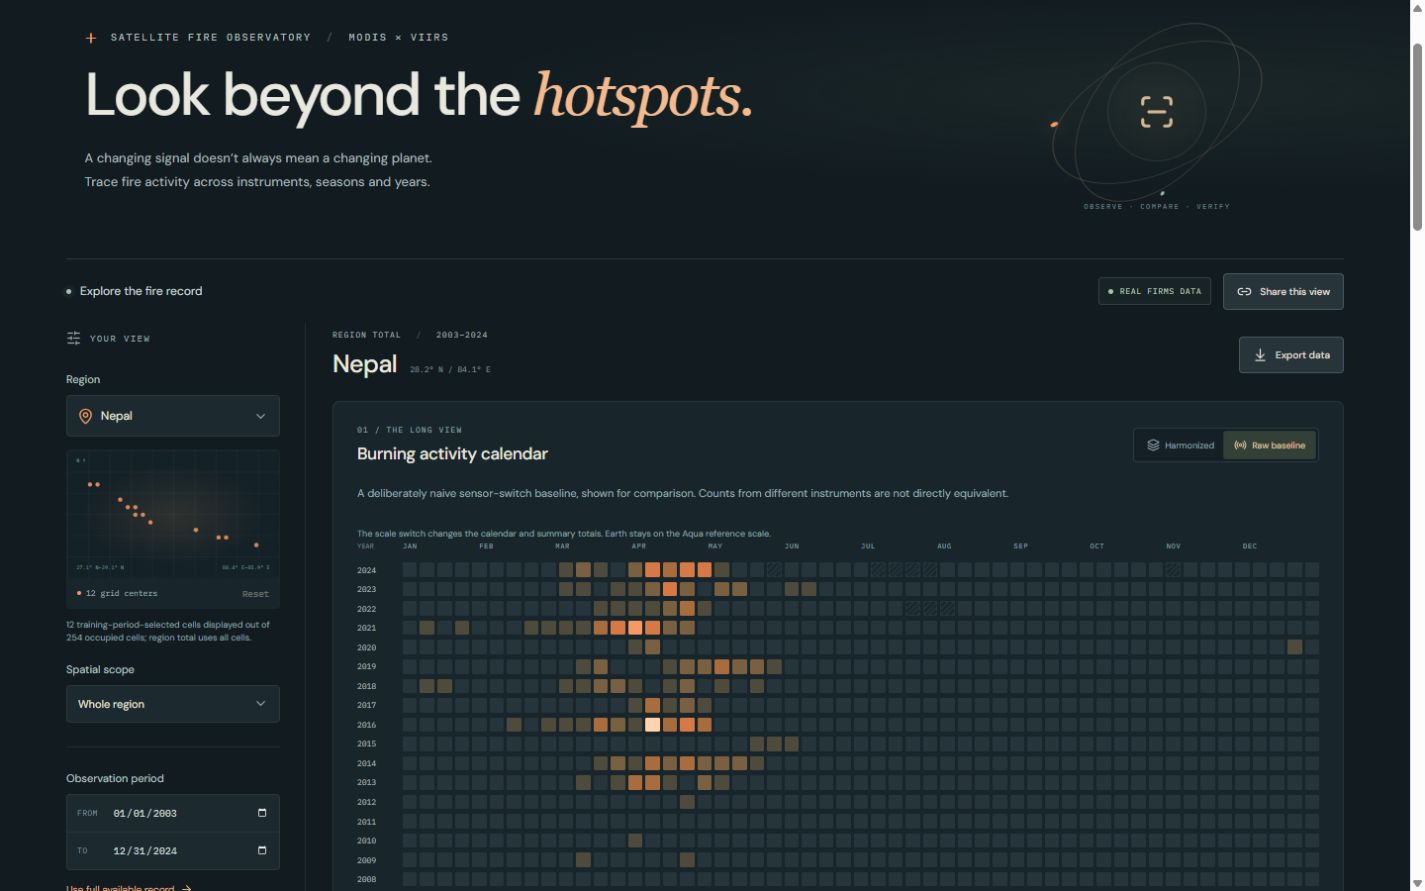 SATELLITE FIRE OBSERVATORY / MODIS × VIIRS
Look beyond the hotspots.
A changing signal doesn’t always mean a changing planet.
Trace fire activity across instruments, seasons and years.
OBSERVE · COMPARE · VERIFY
Explore the fire record
REAL FIRMS DATA
Share this view
YOUR VIEW
Region
Nepal
12 grid centers
Reset
12 training-period-selected cells displayed out of
254 occupied cells; region total uses all cells.
Spatial scope
Whole region
Observation period
FROM 01/01/2003
TO 12/31/2024
Use full available record →
REGION TOTAL / 2003–2024
Nepal 28.2° N / 84.1° E
Export data
01 / THE LONG VIEW
Burning activity calendar
Harmonized
Raw baseline
A deliberately naive sensor-switch baseline, shown for comparison. Counts from different instruments are not directly equivalent.
The scale switch changes the calendar and summary totals. Earth stays on the Aqua reference scale.
YEAR JAN FEB MAR APR MAY JUN JUL AUG SEP OCT NOV DEC
2024
2023
2022
2021
2020
2019
2018
2017
2016
2015
2014
2013
2012
2011
2010
2009
2008